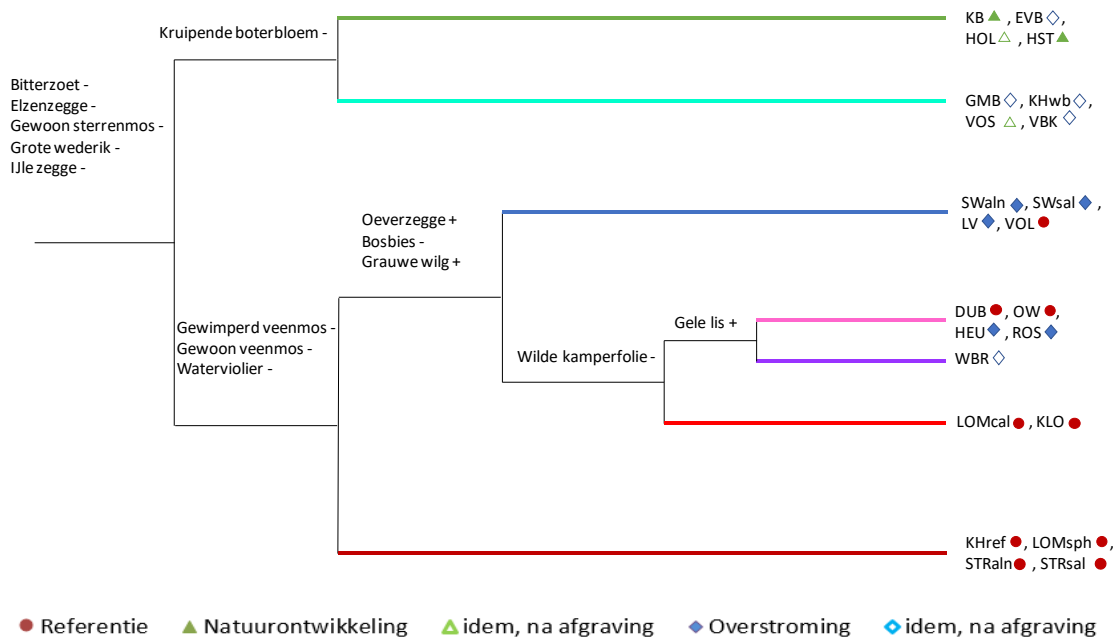 Kruipende boterbloem -
KB , EVB ,
HOL , HST
Bitterzoet -
Elzenzegge -
Gewoon sterrenmos -
Grote wederik -
IJle zegge -
GMB , KHwb ,
VOS , VBK
Oeverzegge +
Bosbies -
Grauwe wilg +
SWaln , SWsal ,
LV , VOL
Gewimperd veenmos -
Gewoon veenmos -
Waterviolier -
Gele lis +
DUB , OW ,
HEU , ROS
Wilde kamperfolie -
WBR
LOMcal , KLO
KHref , LOMsph ,
STRaln , STRsal
Referentie Natuurontwikkeling idem, na afgraving Overstroming idem, na afgraving